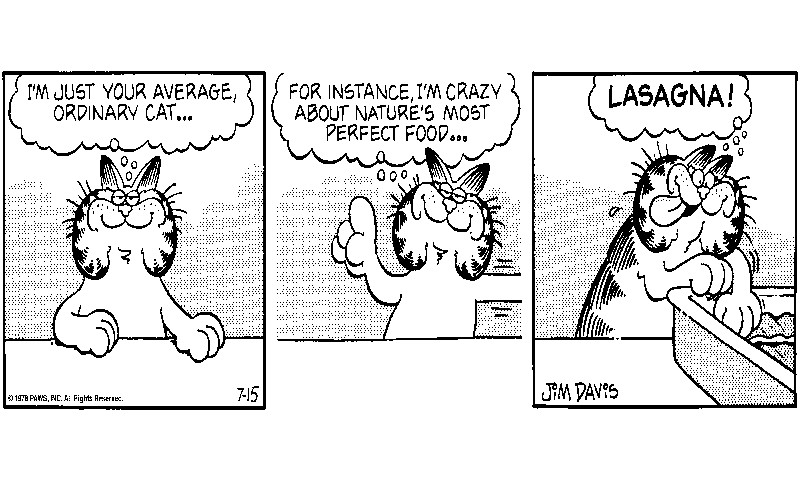 I'M JUST YOUR AVERAGE,
ORDINARY CAT...
FOR INSTANCE, I'M CRAZY
ABOUT NATURE'S MOST
PERFECT FOOD...
LASAGNA!
© 1978 PAWS, INC. All Rights Reserved.
7-15
JIM DAVIS